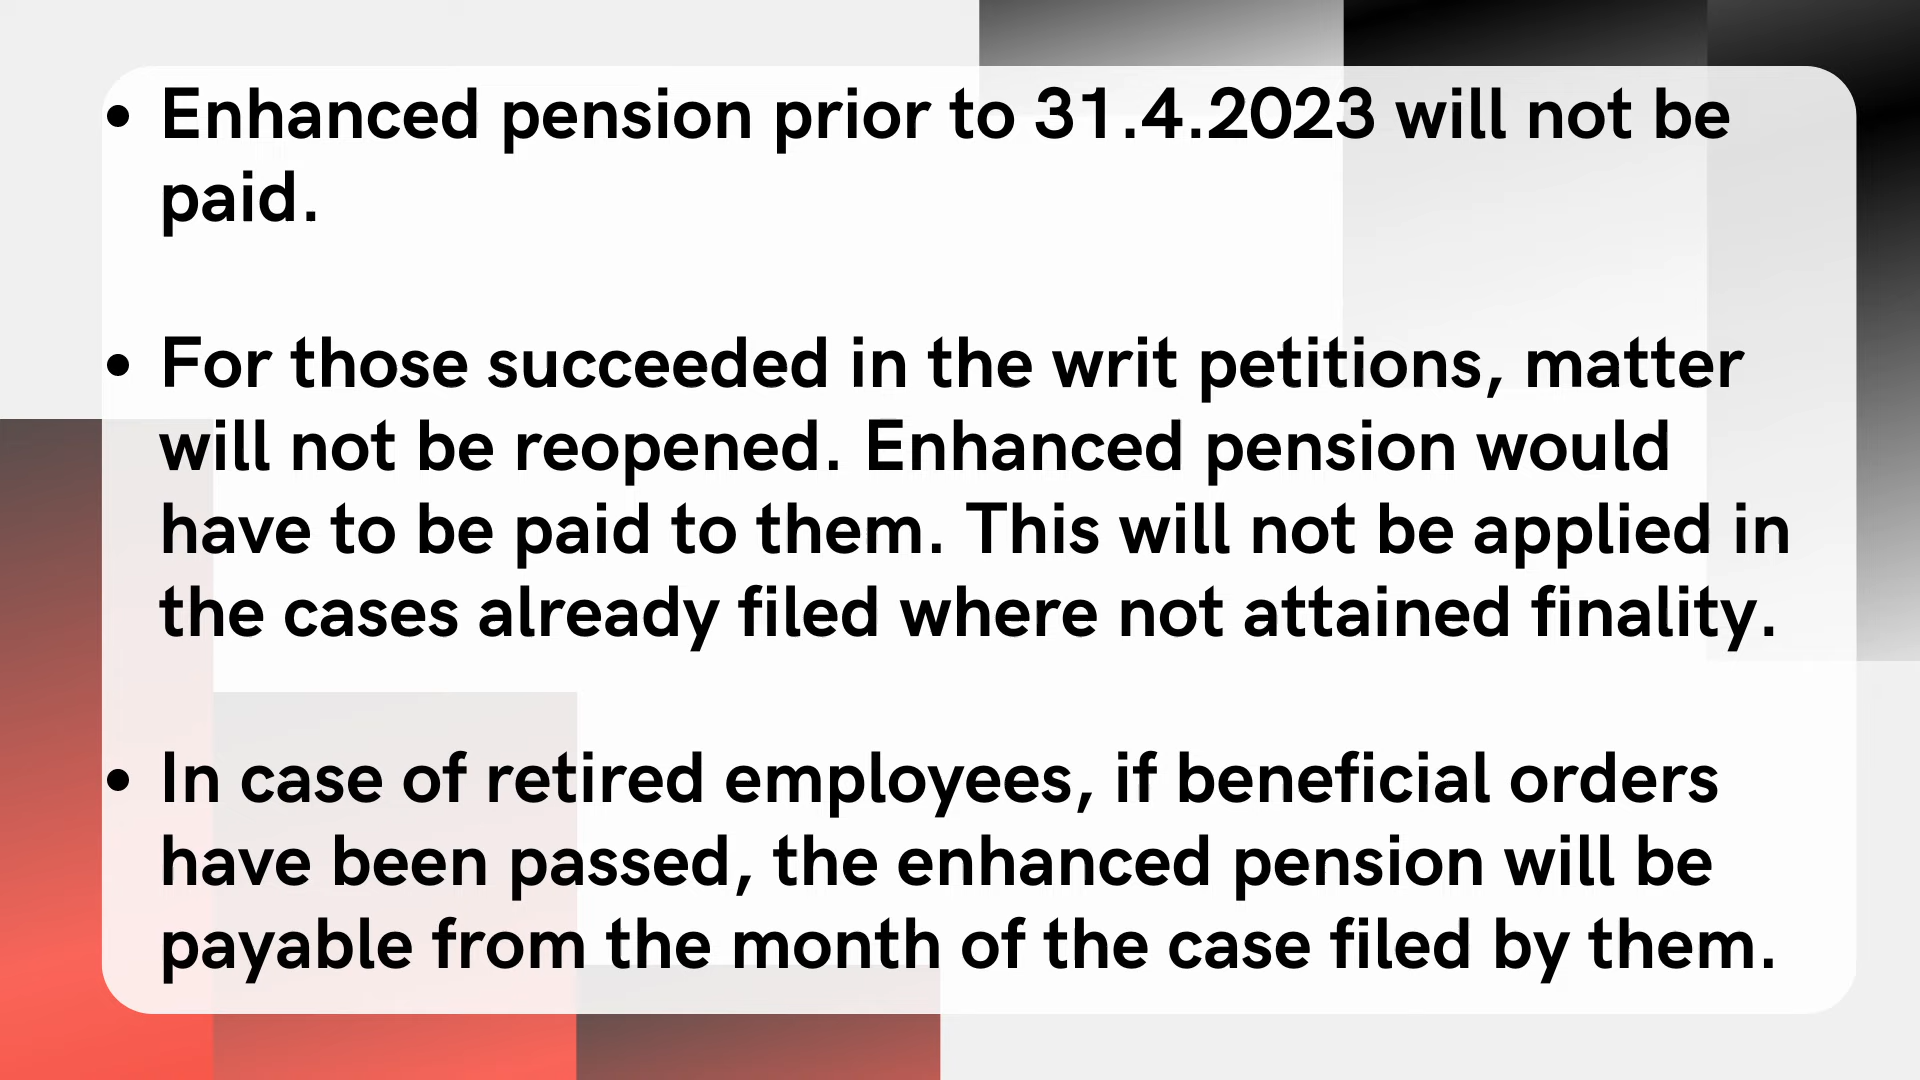 • Enhanced pension prior to 31.4.2023 will not be
paid.
• For those succeeded in the writ petitions, matter
will not be reopened. Enhanced pension would
have to be paid to them. This will not be applied in
the cases already filed where not attained finality.
• In case of retired employees, if beneficial orders
have been passed, the enhanced pension will be
payable from the month of the case filed by them.